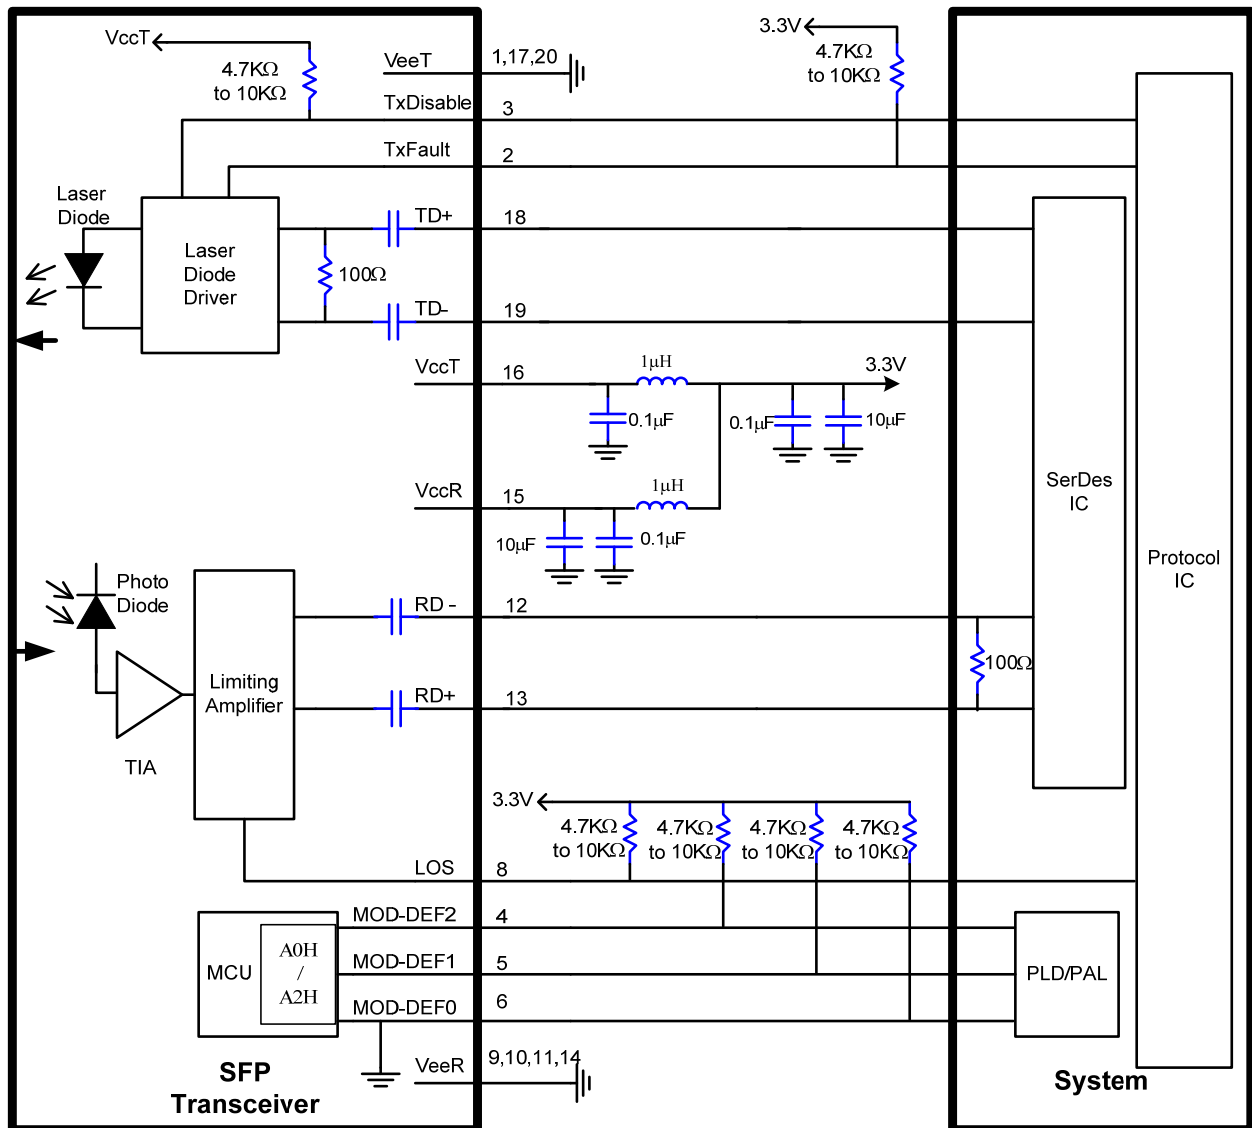 VccT
4.7KΩ
to 10KΩ
VeeT
1,17,20
3.3V
4.7KΩ
to 10KΩ
TxDisable
3
TxFault
2
Laser
Diode
Laser
Diode
Driver
TD+
18
100Ω
TD-
19
VccT
16
1μH
3.3V
0.1μF
0.1μF
10μF
VccR
15
1μH
10μF
0.1μF
SerDes
IC
Protocol
IC
Photo
Diode
RD -
12
Limiting
Amplifier
100Ω
RD+
13
TIA
3.3V
4.7KΩ
to 10KΩ
4.7KΩ
to 10KΩ
4.7KΩ
to 10KΩ
4.7KΩ
to 10KΩ
LOS
8
MOD-DEF2
4
MCU
A0H
/
A2H
MOD-DEF1
5
PLD/PAL
MOD-DEF0
6
VeeR
9,10,11,14
SFP
Transceiver
System